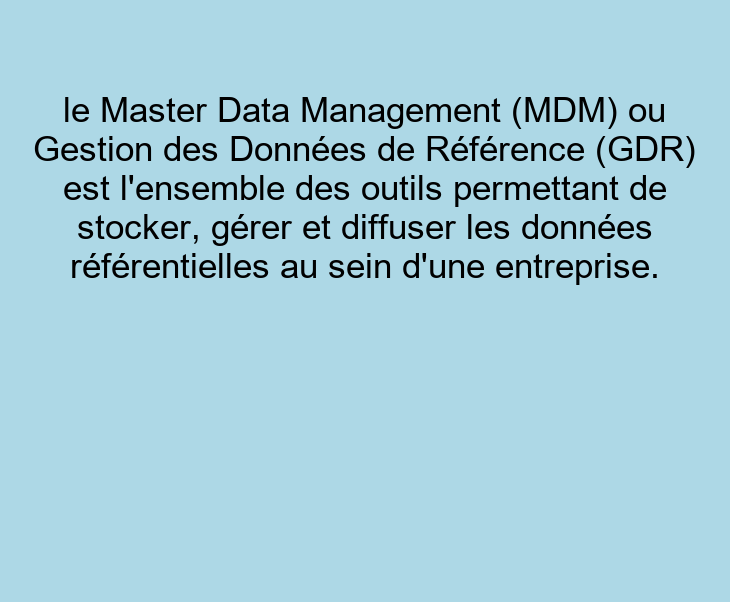 le Master Data Management (MDM) ou
Gestion des Données de Référence (GDR)
est l'ensemble des outils permettant de
stocker, gérer et diffuser les données
référentielles au sein d'une entreprise.